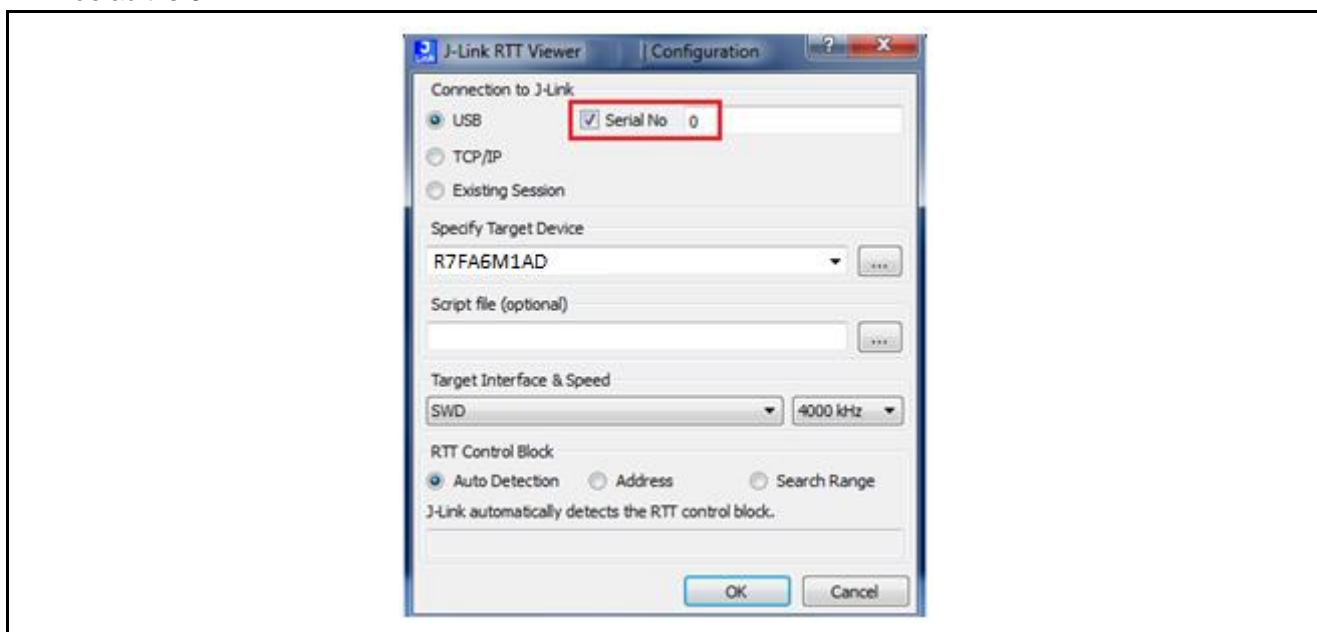 J-Link RTT Viewer | Configuration
Connection to J-Link
USB Serial No 0
TCP/IP
Existing Session
Specify Target Device
R7FA6M1AD
...
Script file (optional)
...
Target Interface & Speed
SWD 4000 kHz
RTT Control Block
Auto Detection Address Search Range
J-Link automatically detects the RTT control block.
OK Cancel